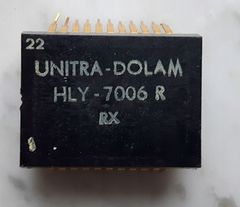 22
UNITRA-DOLAM
HLY-7006 R
RX